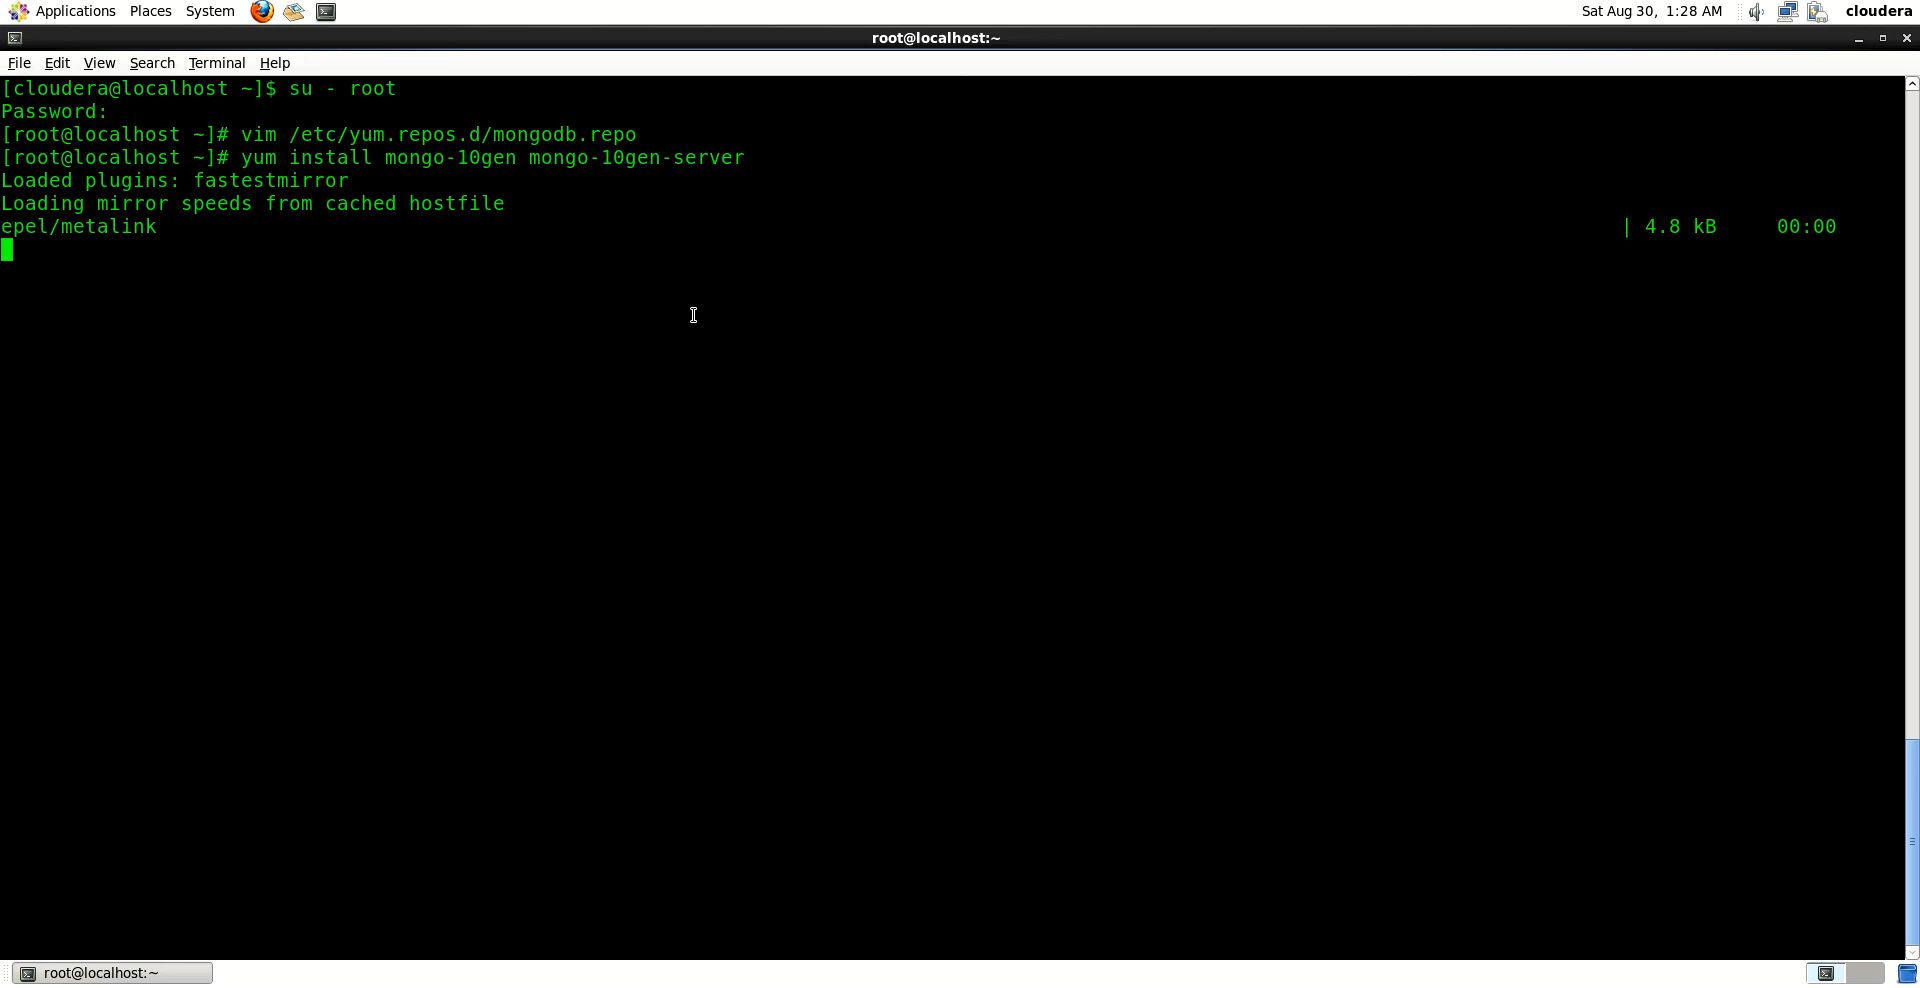 Applications Places System Sat Aug 30, 1:28 AM cloudera
root@localhost:~
File Edit View Search Terminal Help
[cloudera@localhost ~]$ su - root
Password:
[root@localhost ~]# vim /etc/yum.repos.d/mongodb.repo
[root@localhost ~]# yum install mongo-10gen mongo-10gen-server
Loaded plugins: fastestmirror
Loading mirror speeds from cached hostfile
epel/metalink | 4.8 kB 00:00
root@localhost:~